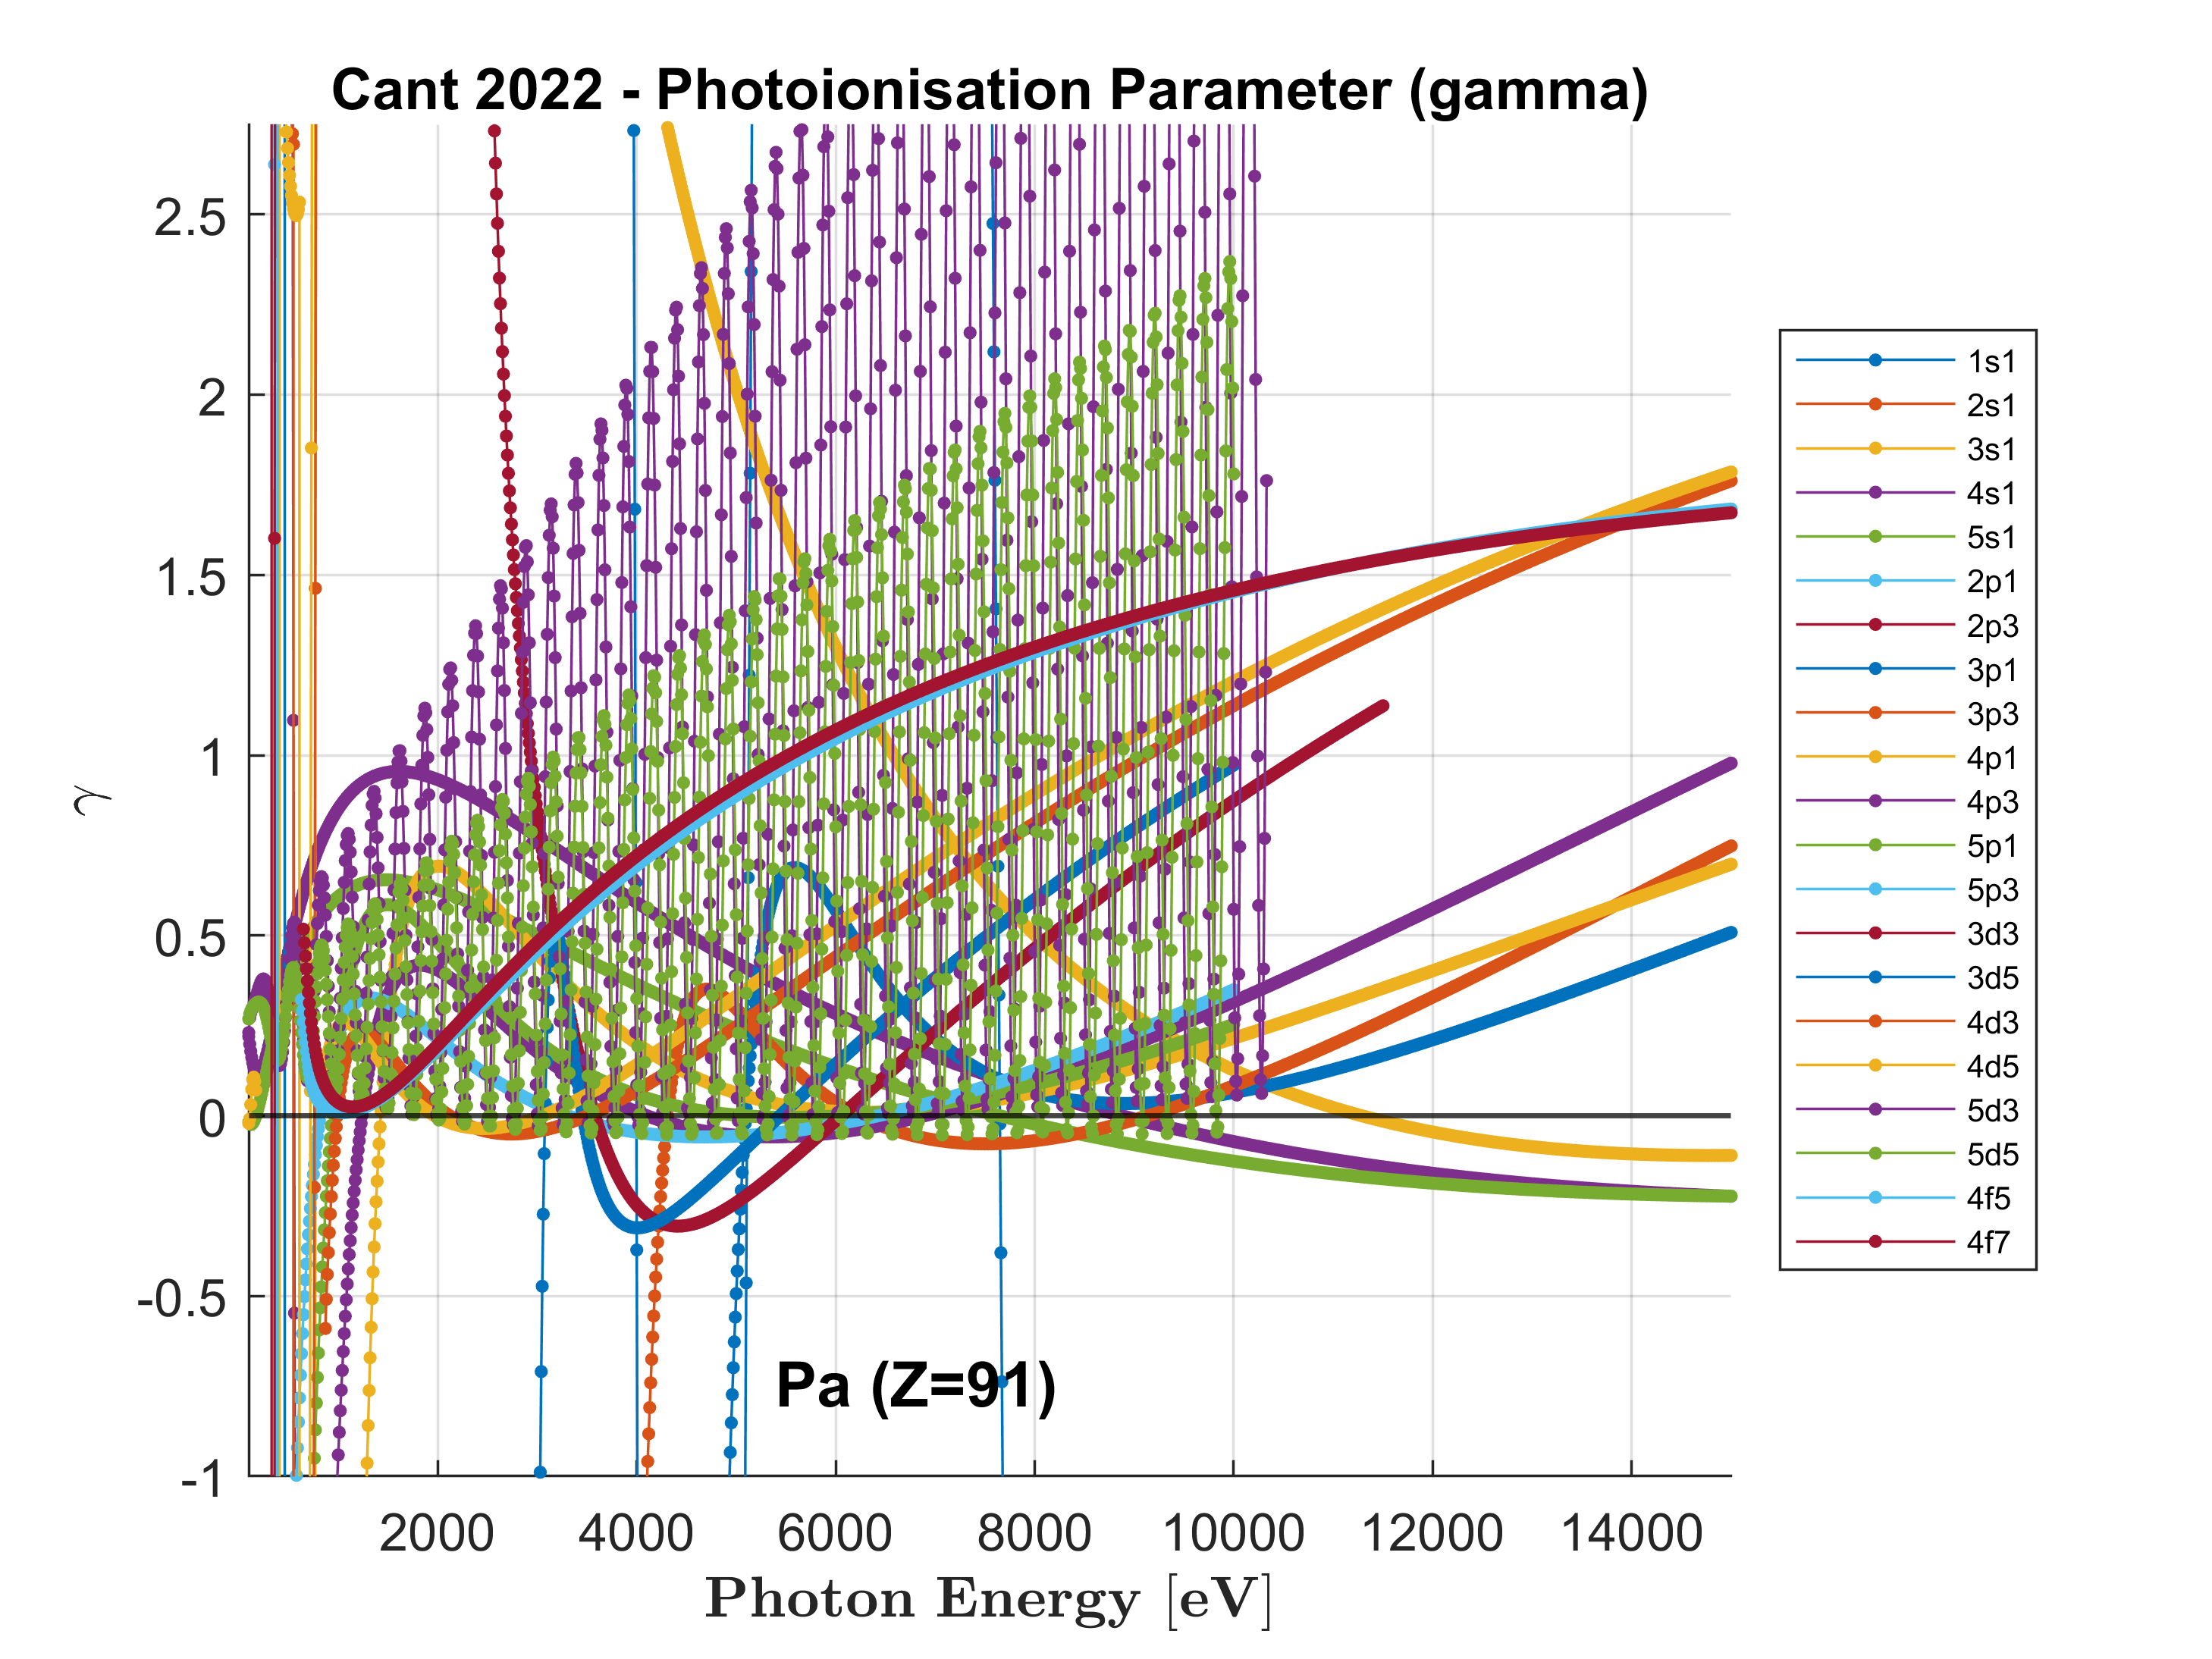 Cant 2022 - Photoionisation Parameter (gamma)
2.5
2
1.5
1
0.5
0
-0.5
-1
γ
Pa (Z=91)
2000 4000 6000 8000 10000 12000 14000
Photon Energy [eV]
1s1
2s1
3s1
4s1
5s1
2p1
2p3
3p1
3p3
4p1
4p3
5p1
5p3
3d3
3d5
4d3
4d5
5d3
5d5
4f5
4f7